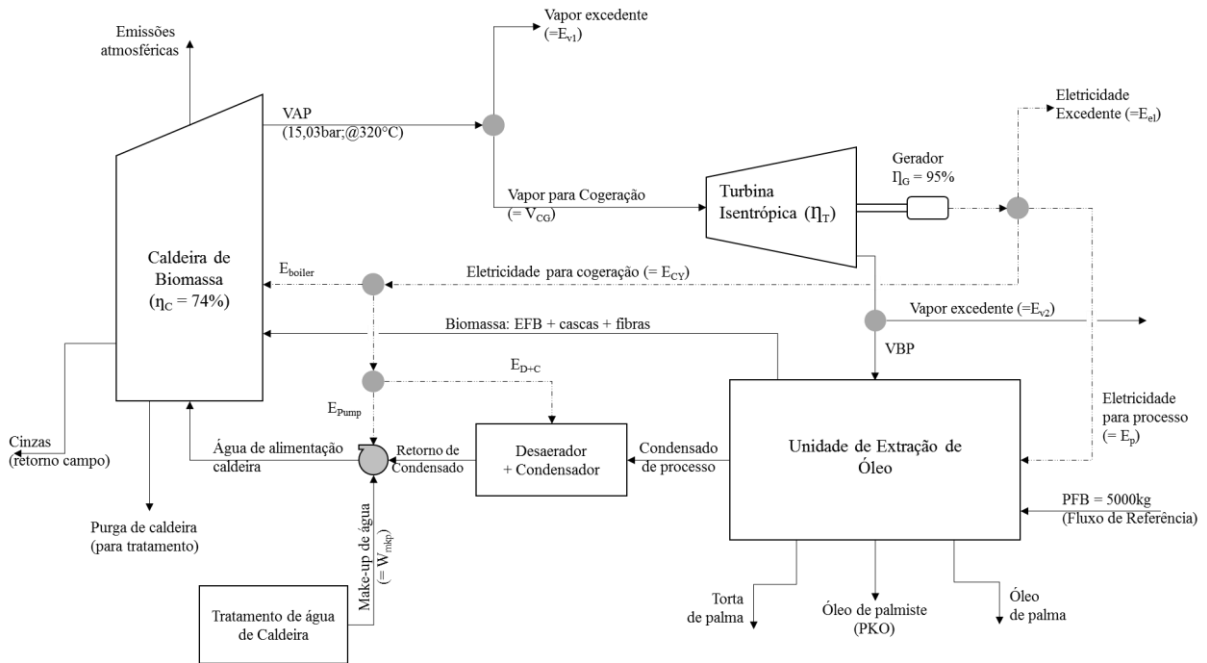 Emissões
atmosféricas
Vapor excedente
(=Ev1)
VAP
(15,03bar;@320°C)
Eletricidade
Excedente (=Eel)
Gerador
ȠG = 95%
Vapor para Cogeração
(= VCG)
Turbina
Isentrópica (ȠT)
Caldeira de
Biomassa
(ηC = 74%)
Eboiler
Eletricidade para cogeração (= ECY)
Vapor excedente (=Ev2)
Biomassa: EFB + cascas + fibras
VBP
ED+C
EPump
Eletricidade
para processo
(= Ep)
Cinzas
(retorno campo)
Água de alimentação
caldeira
Retorno de
Condensado
Desaerador
+ Condensador
Condensado
de processo
Unidade de Extração de
Óleo
PFB = 5000kg
(Fluxo de Referência)
Purga de caldeira
(para tratamento)
Make-up de água
(= Wmkp)
Tratamento de água
de Caldeira
Torta
de palma
Óleo de palmiste
(PKO)
Óleo
de palma